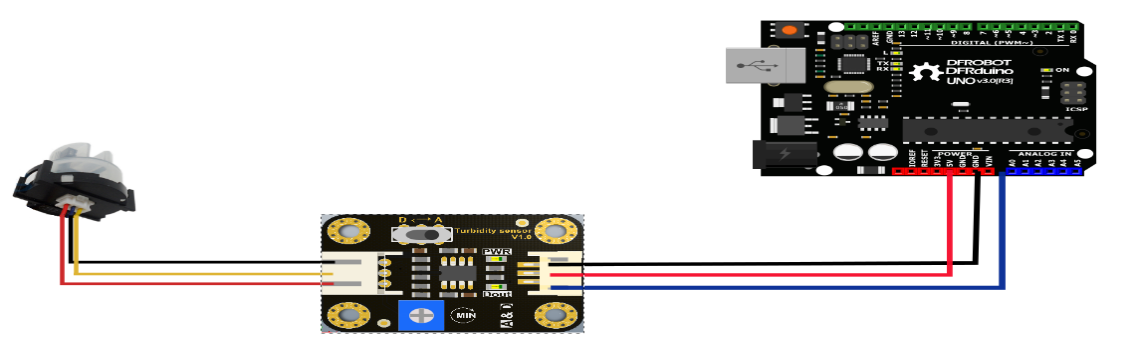 AREF
GND
13
12
~11
~10
~9
8
7
~6
~5
4
~3
2
TX 1
RX 0
DIGITAL (PWM~)
L
TX
RX
ON
DFROBOT
DFRduino
UNO v3.0[R3]
ICSP
POWER
ANALOG IN
IOREF
RESET
3V3
5V
GND
GND
VIN
A0
A1
A2
A3
A4
A5
D A
Turbidity sensor
V1.0
PWR
Dout
MIN
A & D